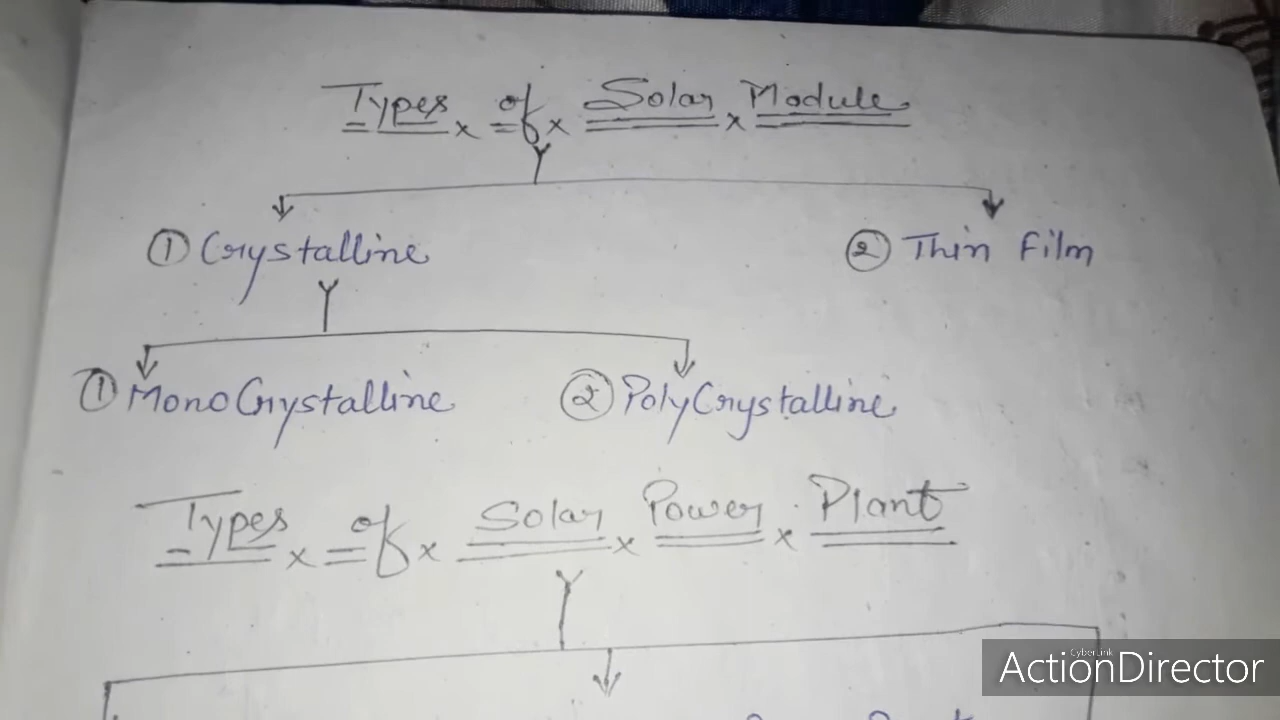 Types of Solar Module
① Crystalline
② Thin Film
① MonoCrystalline
② PolyCrystalline
Types of Solar Power Plant
CyberLink
ActionDirector